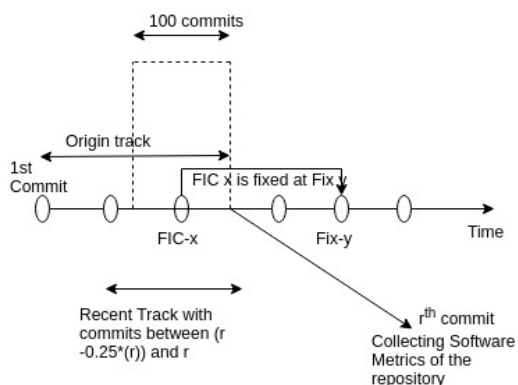 100 commits
Origin track
1st
Commit
FIC x is fixed at Fix y
FIC-x
Fix-y
Time
Recent Track with
commits between (r
-0.25*(r)) and r
rth commit
Collecting Software
Metrics of the
repository